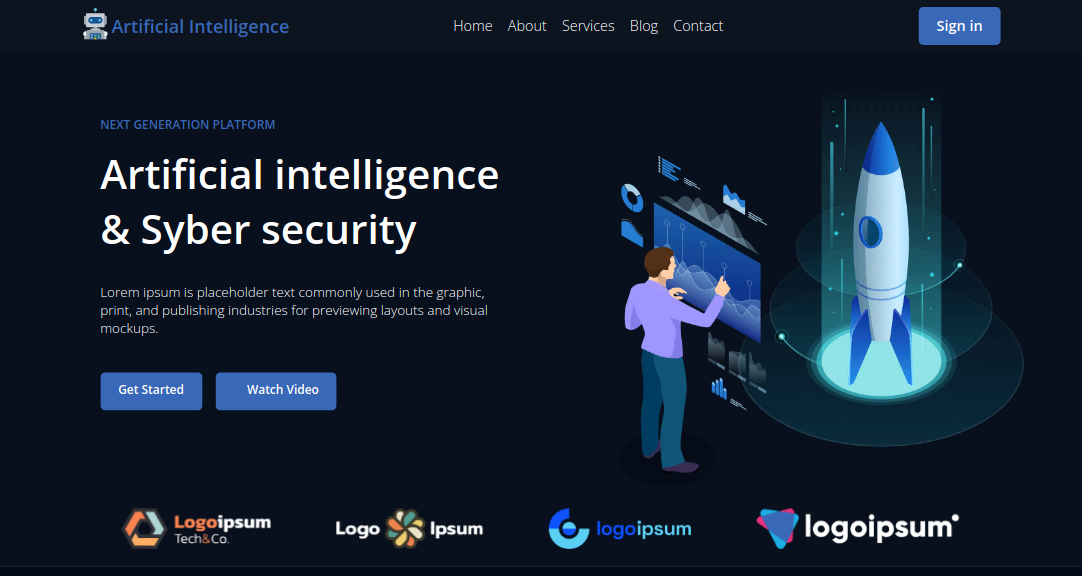 Artificial Intelligence
Home About Services Blog Contact
Sign in
NEXT GENERATION PLATFORM
Artificial intelligence
& Syber security
Lorem ipsum is placeholder text commonly used in the graphic,
print, and publishing industries for previewing layouts and visual
mockups.
Get Started
Watch Video
Logoipsum
Tech&Co.
Logo Ipsum
logoipsum
logoipsum